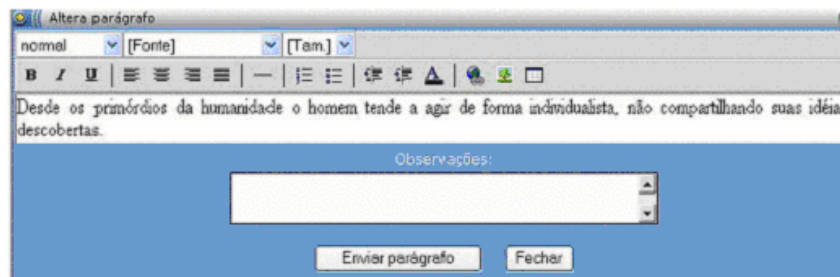 Altera parágrafo
normal [Fonte] [Tam.]
B I U A
Desde os primórdios da humanidade o homem tende a agir de forma individualista, não compartilhando suas idéia
descobertas.
Observações:
Enviar parágrafo Fechar